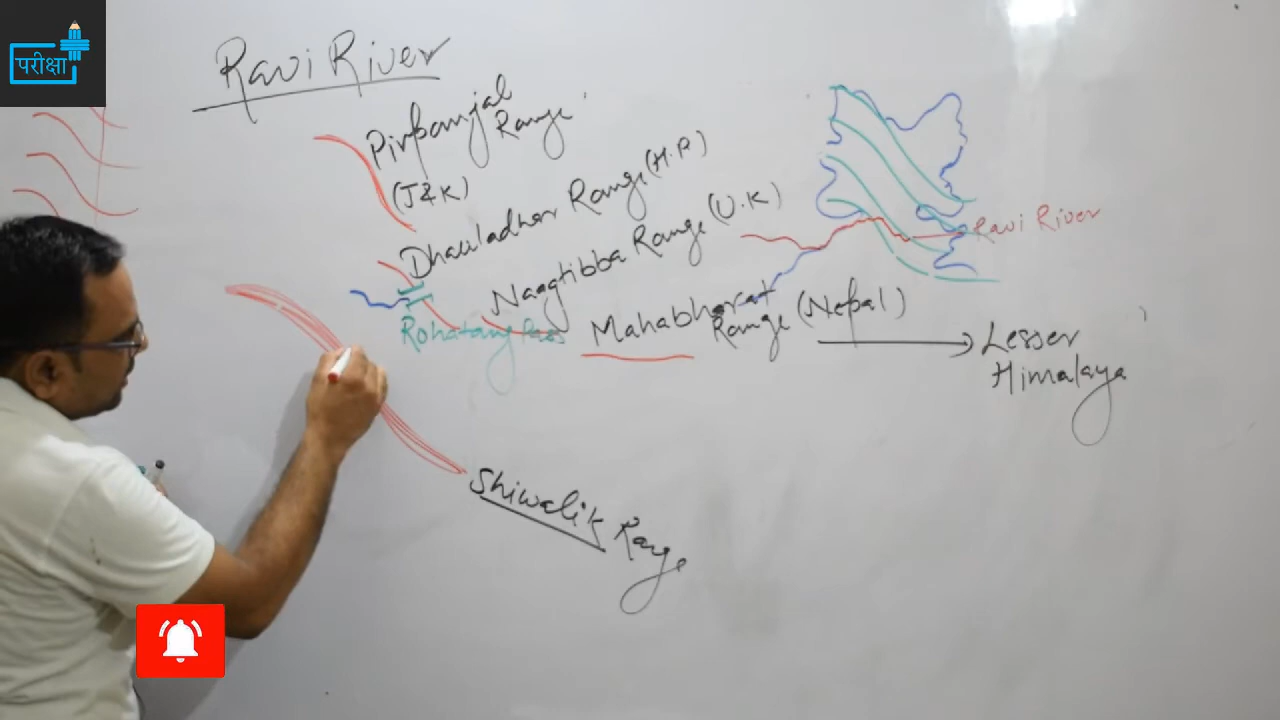 परीक्षा
Ravi River
Pirpanjal
Range
(J&K)
Dhauladhar Range (H.P)
Naagtibba Range (U.K)
Rohatang Pass
Mahabharat
Range (Nepal)
Lesser
Himalaya
Ravi River
Shiwalik Range